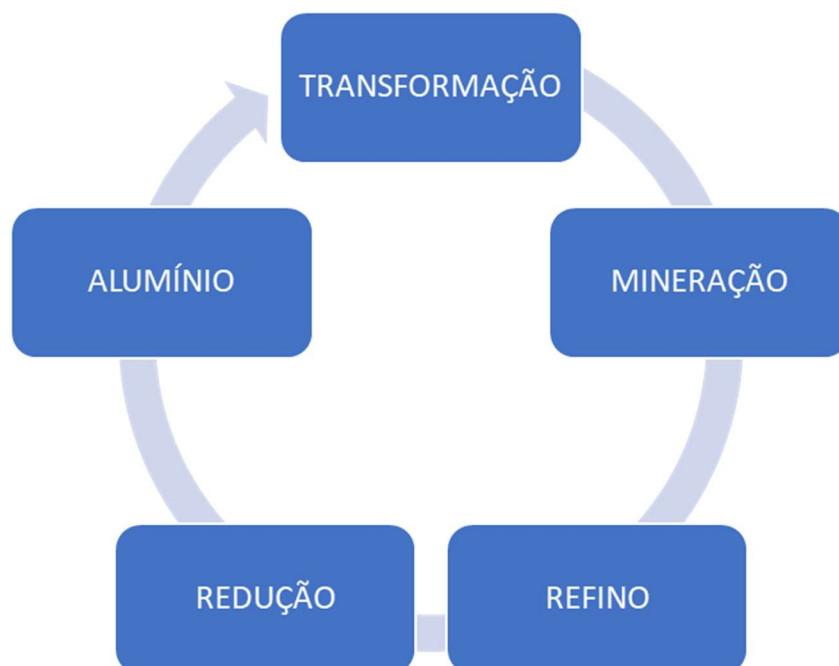 TRANSFORMAÇÃO
MINERAÇÃO
REFINO
REDUÇÃO
ALUMÍNIO